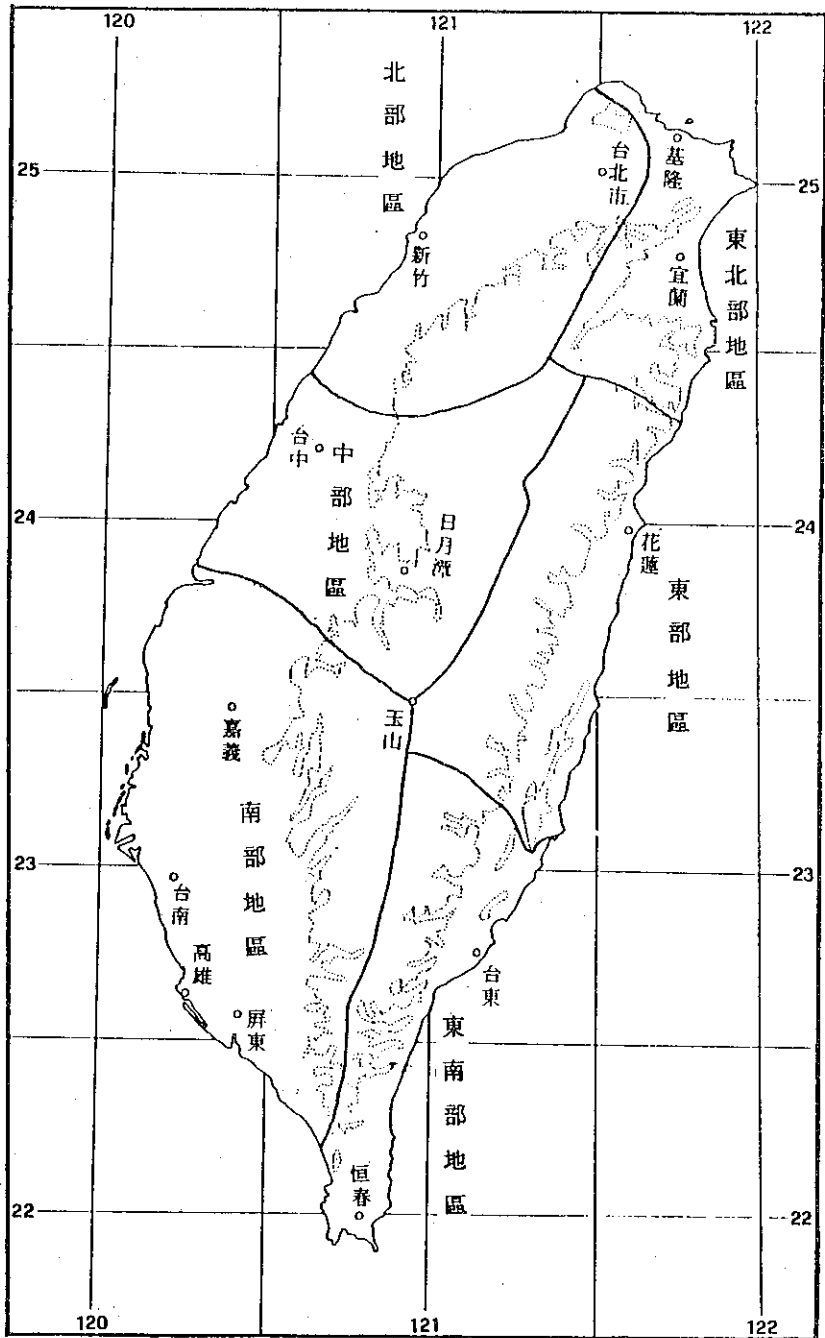 120
121
122
北部地區
25
台北市
基隆
25
新竹
宜蘭
東北部地區
台中
中部地區
24
日月潭
花蓮
24
東部地區
玉山
嘉義
南部地區
23
台南
23
高雄
台東
屏東
東南部地區
恒春
22
22
120
121
122